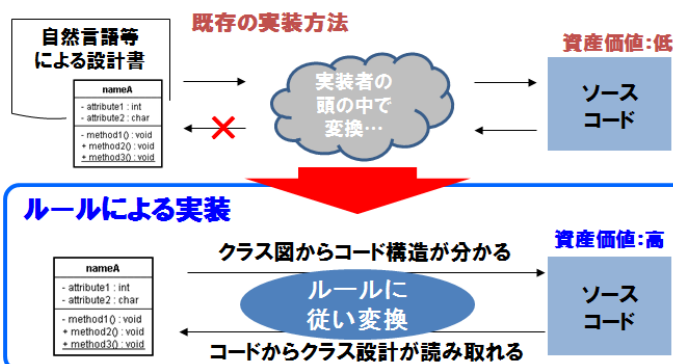 既存の実装方法
自然言語等
による設計書
nameA
- attribute1 : int
- attribute2 : char
- method1() : void
+ method2() : void
+ method3() : void
実装者の
頭の中で
変換…
資産価値:低
ソース
コード
ルールによる実装
資産価値:高
クラス図からコード構造が分かる
nameA
- attribute1 : int
- attribute2 : char
- method1() : void
+ method2() : void
+ method3() : void
ルールに
従い変換
ソース
コード
コードからクラス設計が読み取れる